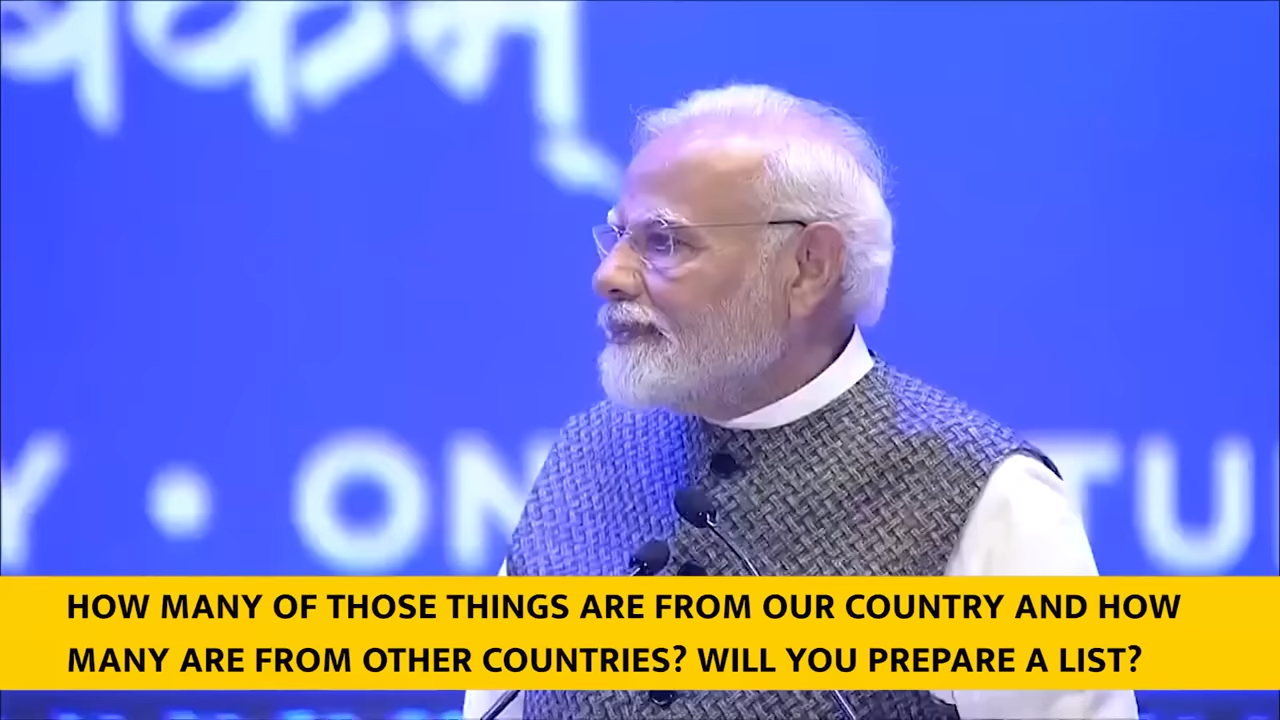 HOW MANY OF THOSE THINGS ARE FROM OUR COUNTRY AND HOW
MANY ARE FROM OTHER COUNTRIES? WILL YOU PREPARE A LIST?